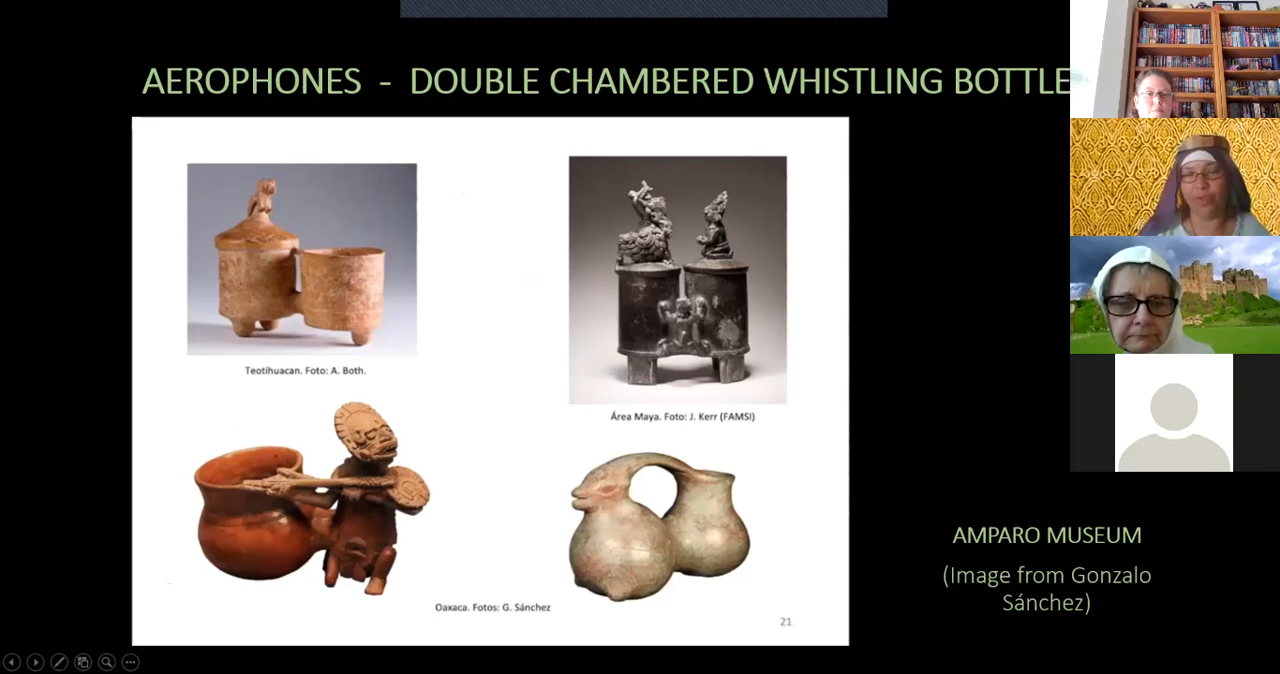 AEROPHONES - DOUBLE CHAMBERED WHISTLING BOTTLE
Teotihuacan. Foto: A. Both.
Área Maya. Foto: J. Kerr (FAMSI)
Oaxaca. Fotos: G. Sánchez
21
AMPARO MUSEUM
(Image from Gonzalo
Sánchez)